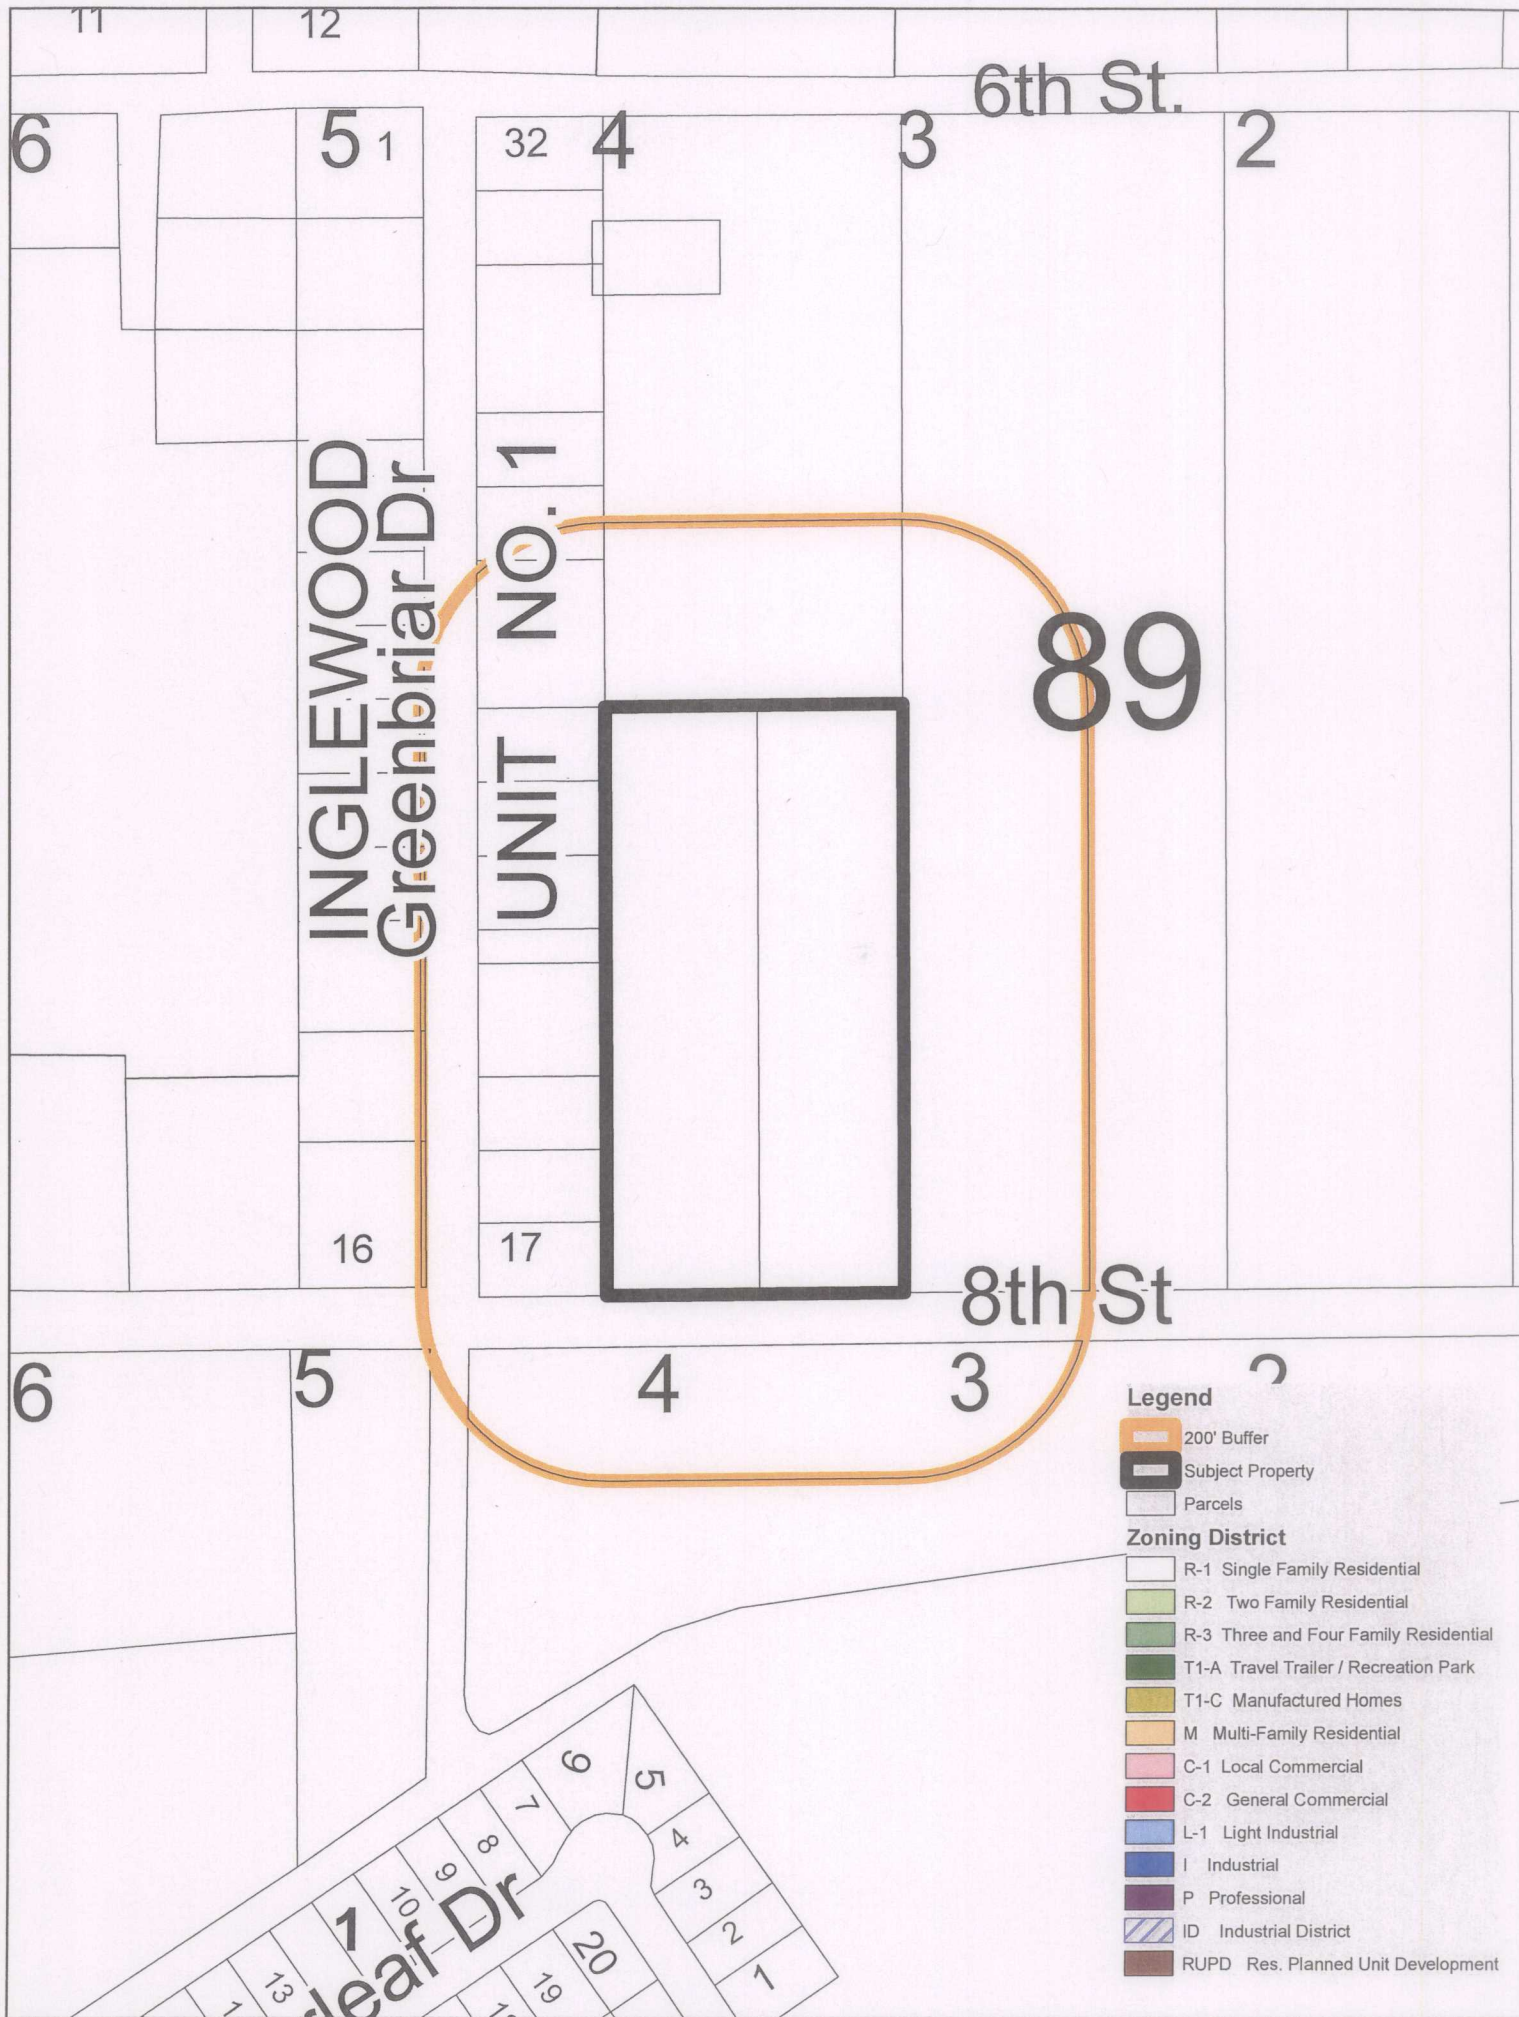 11
12
6th St.
6
5
1
32
4
3
2
INGLEWOOD
Greenbriar Dr
UNIT NO. 1
89
16
17
8th St
6
5
4
3
Legend
200' Buffer
Subject Property
Parcels
Zoning District
R-1 Single Family Residential
R-2 Two Family Residential
R-3 Three and Four Family Residential
T1-A Travel Trailer / Recreation Park
T1-C Manufactured Homes
M Multi-Family Residential
C-1 Local Commercial
C-2 General Commercial
L-1 Light Industrial
I Industrial
P Professional
ID Industrial District
RUPD Res. Planned Unit Development
6
5
7
4
8
9
3
10
1
2
20
1
13
19
Dr